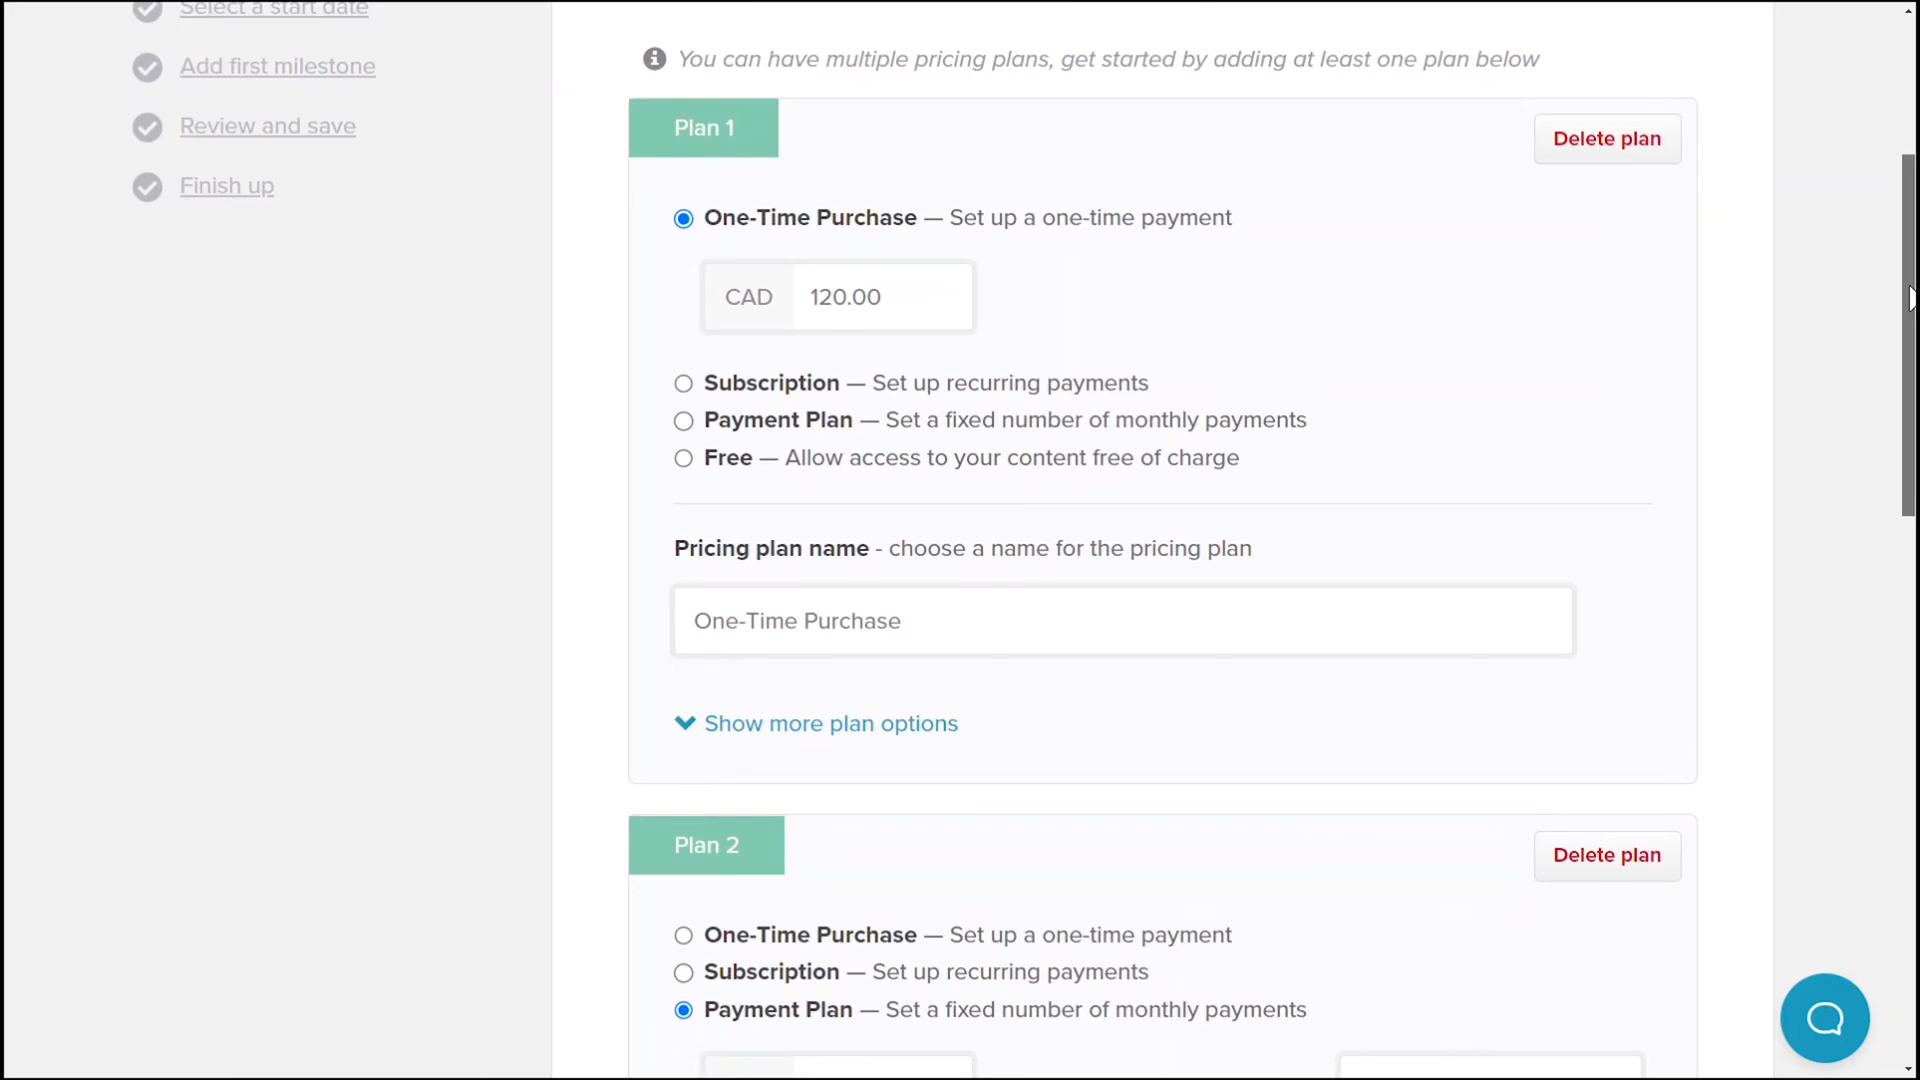 Select a start date
Add first milestone
Review and save
Finish up
You can have multiple pricing plans, get started by adding at least one plan below
Plan 1
Delete plan
One-Time Purchase — Set up a one-time payment
CAD 120.00
Subscription — Set up recurring payments
Payment Plan — Set a fixed number of monthly payments
Free — Allow access to your content free of charge
Pricing plan name - choose a name for the pricing plan
One-Time Purchase
Show more plan options
Plan 2
Delete plan
One-Time Purchase — Set up a one-time payment
Subscription — Set up recurring payments
Payment Plan — Set a fixed number of monthly payments